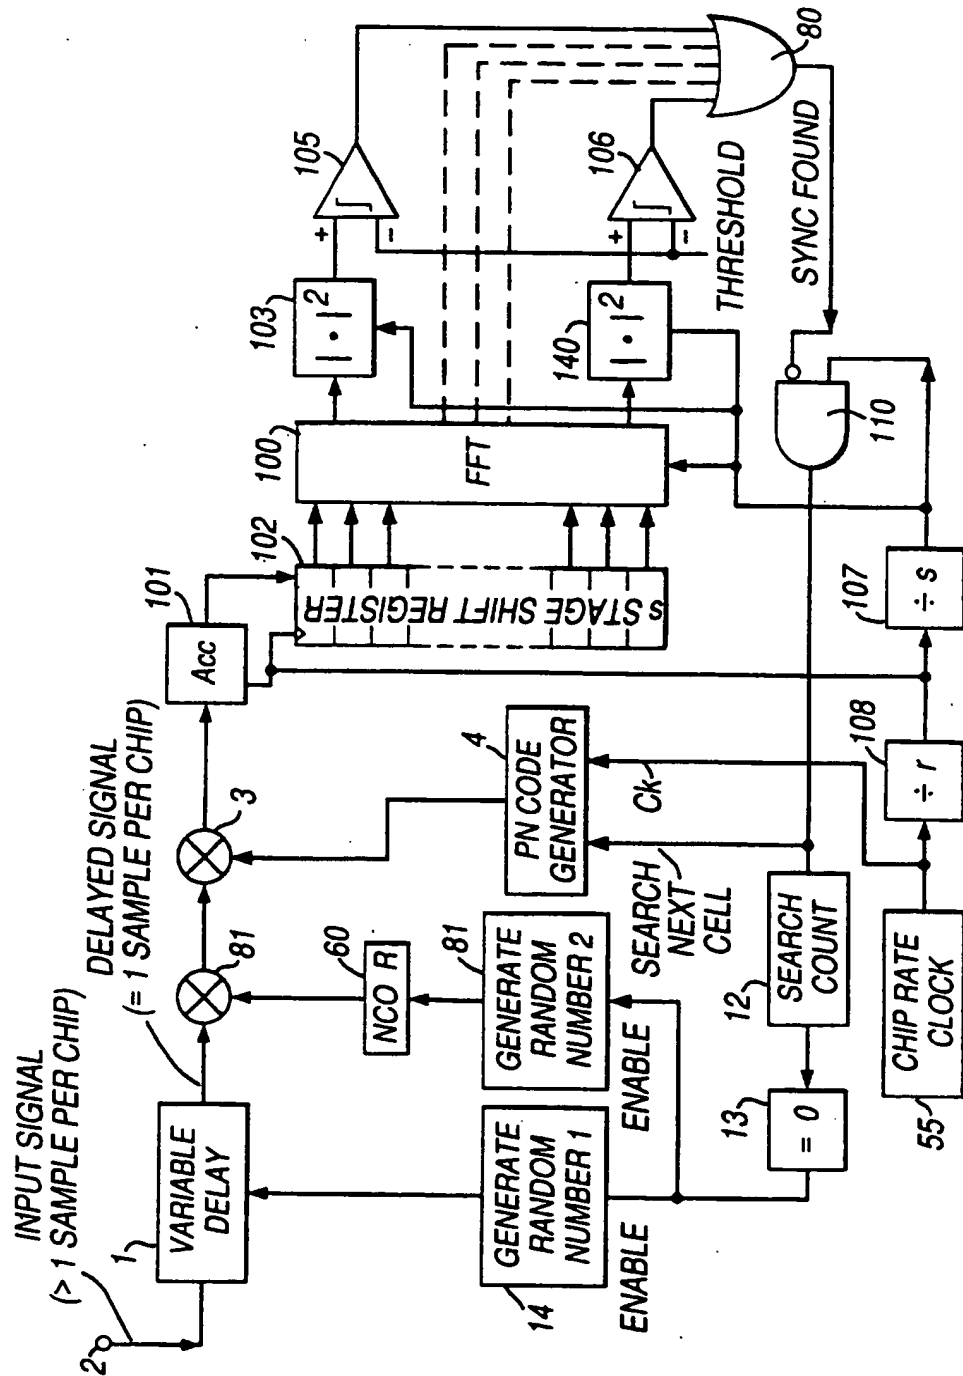 INPUT SIGNAL
(> 1 SAMPLE PER CHIP)
2
1
VARIABLE
DELAY
DELAYED SIGNAL
(= 1 SAMPLE PER CHIP)
81
3
101
Acc
102
s STAGE SHIFT REGISTER
100
FFT
103
| • |²
140
| • |²
+
−
105
+
−
106
THRESHOLD
80
SYNC FOUND
110
14
GENERATE
RANDOM
NUMBER 1
ENABLE
60
NCO R
81
GENERATE
RANDOM
NUMBER 2
ENABLE
4
PN CODE
GENERATOR
Ck
SEARCH
NEXT
CELL
12
SEARCH
COUNT
13
= 0
55
CHIP RATE
CLOCK
108
÷ r
107
÷ s